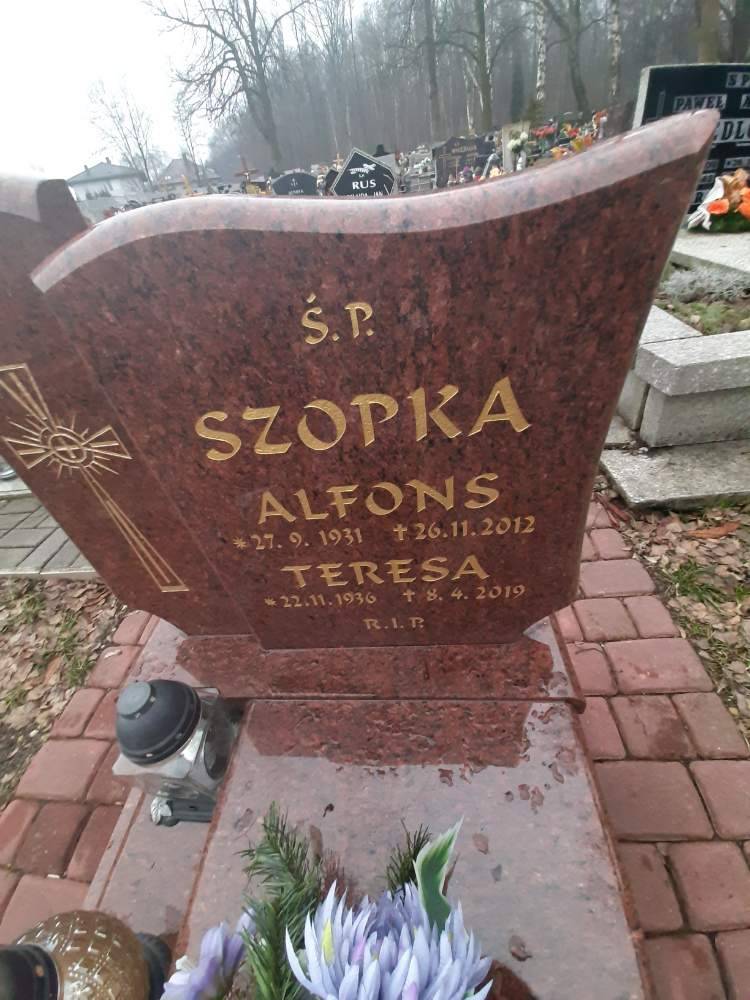 Ś.P.
SZOPKA
ALFONS
*27.9.1931 ✝26.11.2012
TERESA
*22.11.1936 ✝8.4.2019
R.I.P.
RUS
PAWEŁ